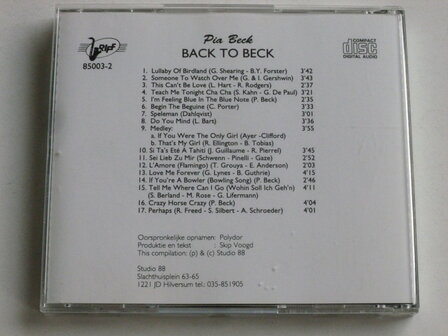 Pia Beck
BACK TO BECK
85003-2
COMPACT
disc
DIGITAL AUDIO
1. Lullaby Of Birdland (G. Shearing - B.Y. Forster) 3'42
2. Someone To Watch Over Me (G. & I. Gershwin) 3'43
3. This Can't Be Love (L. Hart - R. Rodgers) 2'37
4. Teach Me Tonight Cha Cha (S. Kahn - G. De Paul) 3'21
5. I'm Feeling Blue In The Blue Note (P. Beck) 2'35
6. Begin The Beguine (C. Porter) 3'33
7. Speleman (Dahlqvist) 3'01
8. Do You Mind (L. Bart) 3'36
9. Medley: 3'55
a. If You Were The Only Girl (Ayer -Clifford)
b. That's My Girl (R. Ellington - B. Tobias)
10. Si Ta's Eté A Tahiti (J. Guillaume - R. Pierrel) 3'45
11. Sei Lieb Zu Mir (Schwenn - Pinelli - Gaze) 2'52
12. L'Amore (Flamingo) (T. Grouya - E. Anderson) 2'03
13. Love Me Forever (G. Lynes - B. Guthrie) 3'15
14. If You're A Bowler (Bowling Song) (P. Beck) 2'46
15. Tell Me Where Can I Go (Wohin Soll Ich Geh'n) 4'11
(S. Berland - M. Rose - G. Lifermann)
16. Crazy Horse Crazy (P. Beck) 4'04
17. Perhaps (R. Freed - S. Silbert - A. Schroeder) 4'01
Oorspronkelijke opnamen: Polydor
Produktie en tekst : Skip Voogd
This compilation: (p) & (c) Studio 88
Studio 88
Slachthuisplein 63-65
1221 JD Hilversum tel.: 035-851905